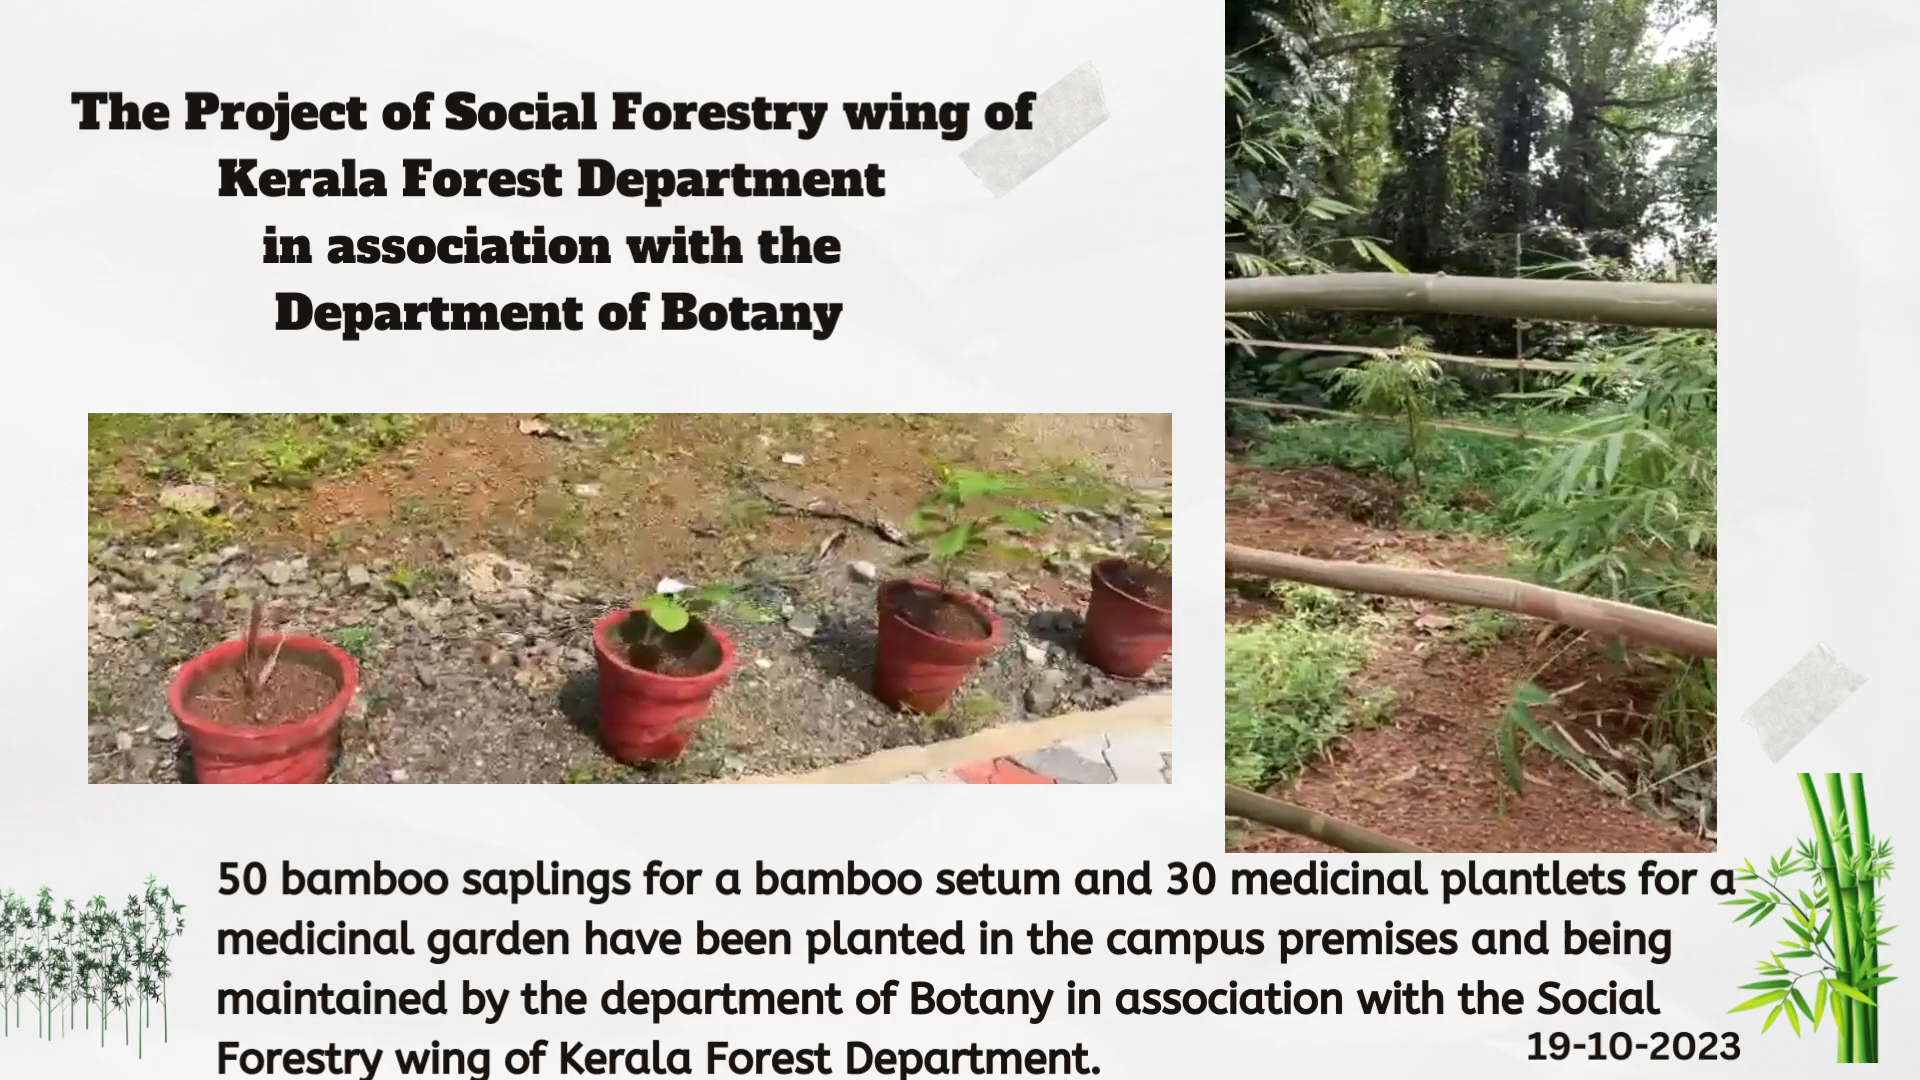 The Project of Social Forestry wing of
Kerala Forest Department
in association with the
Department of Botany
50 bamboo saplings for a bamboo setum and 30 medicinal plantlets for a
medicinal garden have been planted in the campus premises and being
maintained by the department of Botany in association with the Social
Forestry wing of Kerala Forest Department.
19-10-2023